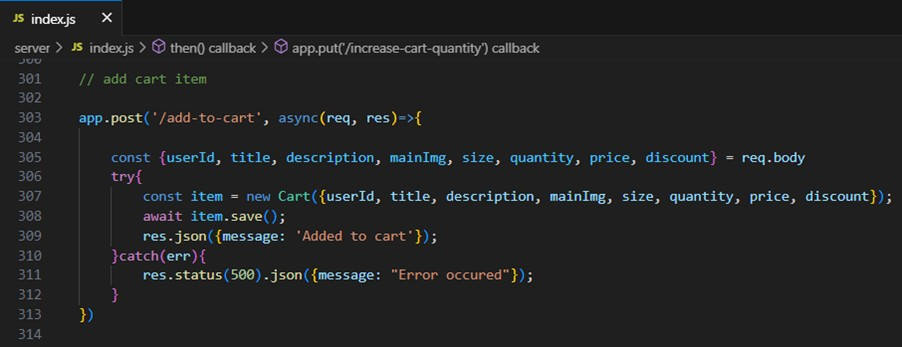 JS index.js ×
server > JS index.js > then() callback > app.put('/increase-cart-quantity') callback
300
301 // add cart item
302
303 app.post('/add-to-cart', async(req, res)=>{
304
305 const {userId, title, description, mainImg, size, quantity, price, discount} = req.body
306 try{
307 const item = new Cart({userId, title, description, mainImg, size, quantity, price, discount});
308 await item.save();
309 res.json({message: 'Added to cart'});
310 }catch(err){
311 res.status(500).json({message: "Error occured"});
312 }
313 })
314